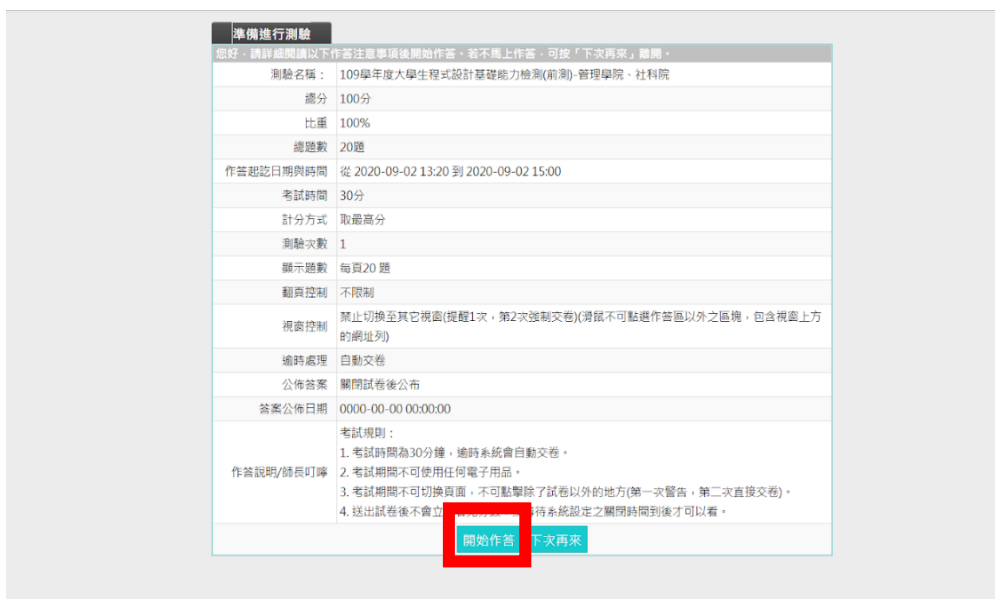 準備進行測驗
您好，請詳細閱讀以下作答注意事項後開始作答。若不馬上作答，可按「下次再來」離開。
測驗名稱： 109學年度大學生程式設計基礎能力檢測(前測)-管理學院、社科院
總分 100分
比重 100%
總題數 20題
作答起訖日期與時間 從 2020-09-02 13:20 到 2020-09-02 15:00
考試時間 30分
計分方式 取最高分
測驗次數 1
顯示題數 每頁20 題
翻頁控制 不限制
視窗控制 禁止切換至其它視窗(提醒1次，第2次強制交卷)(滑鼠不可點選作答區以外之區塊，包含視窗上方
的網址列)
逾時處理 自動交卷
公佈答案 關閉試卷後公布
答案公佈日期 0000-00-00 00:00:00
考試規則：
1. 考試時間為30分鐘，逾時系統會自動交卷。
作答說明/師長叮嚀 2. 考試期間不可使用任何電子用品。
3. 考試期間不可切換頁面，不可點擊除了試卷以外的地方(第一次警告，第二次直接交卷)。
4. 送出試卷後不會立 待系統設定之關閉時間到後才可以看。
開始作答 下次再來